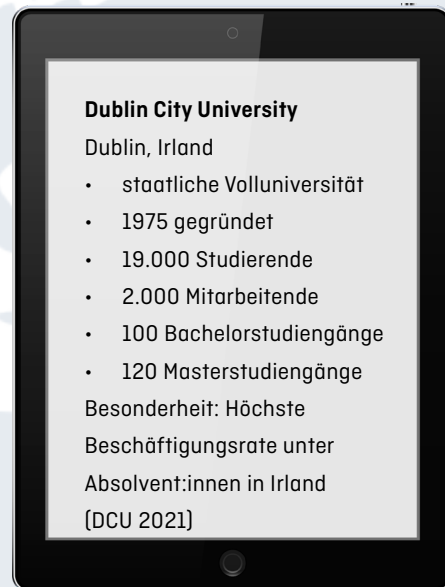 Dublin City University
Dublin, Irland
• staatliche Volluniversität
• 1975 gegründet
• 19.000 Studierende
• 2.000 Mitarbeitende
• 100 Bachelorstudiengänge
• 120 Masterstudiengänge
Besonderheit: Höchste
Beschäftigungsrate unter
Absolvent:innen in Irland
(DCU 2021)